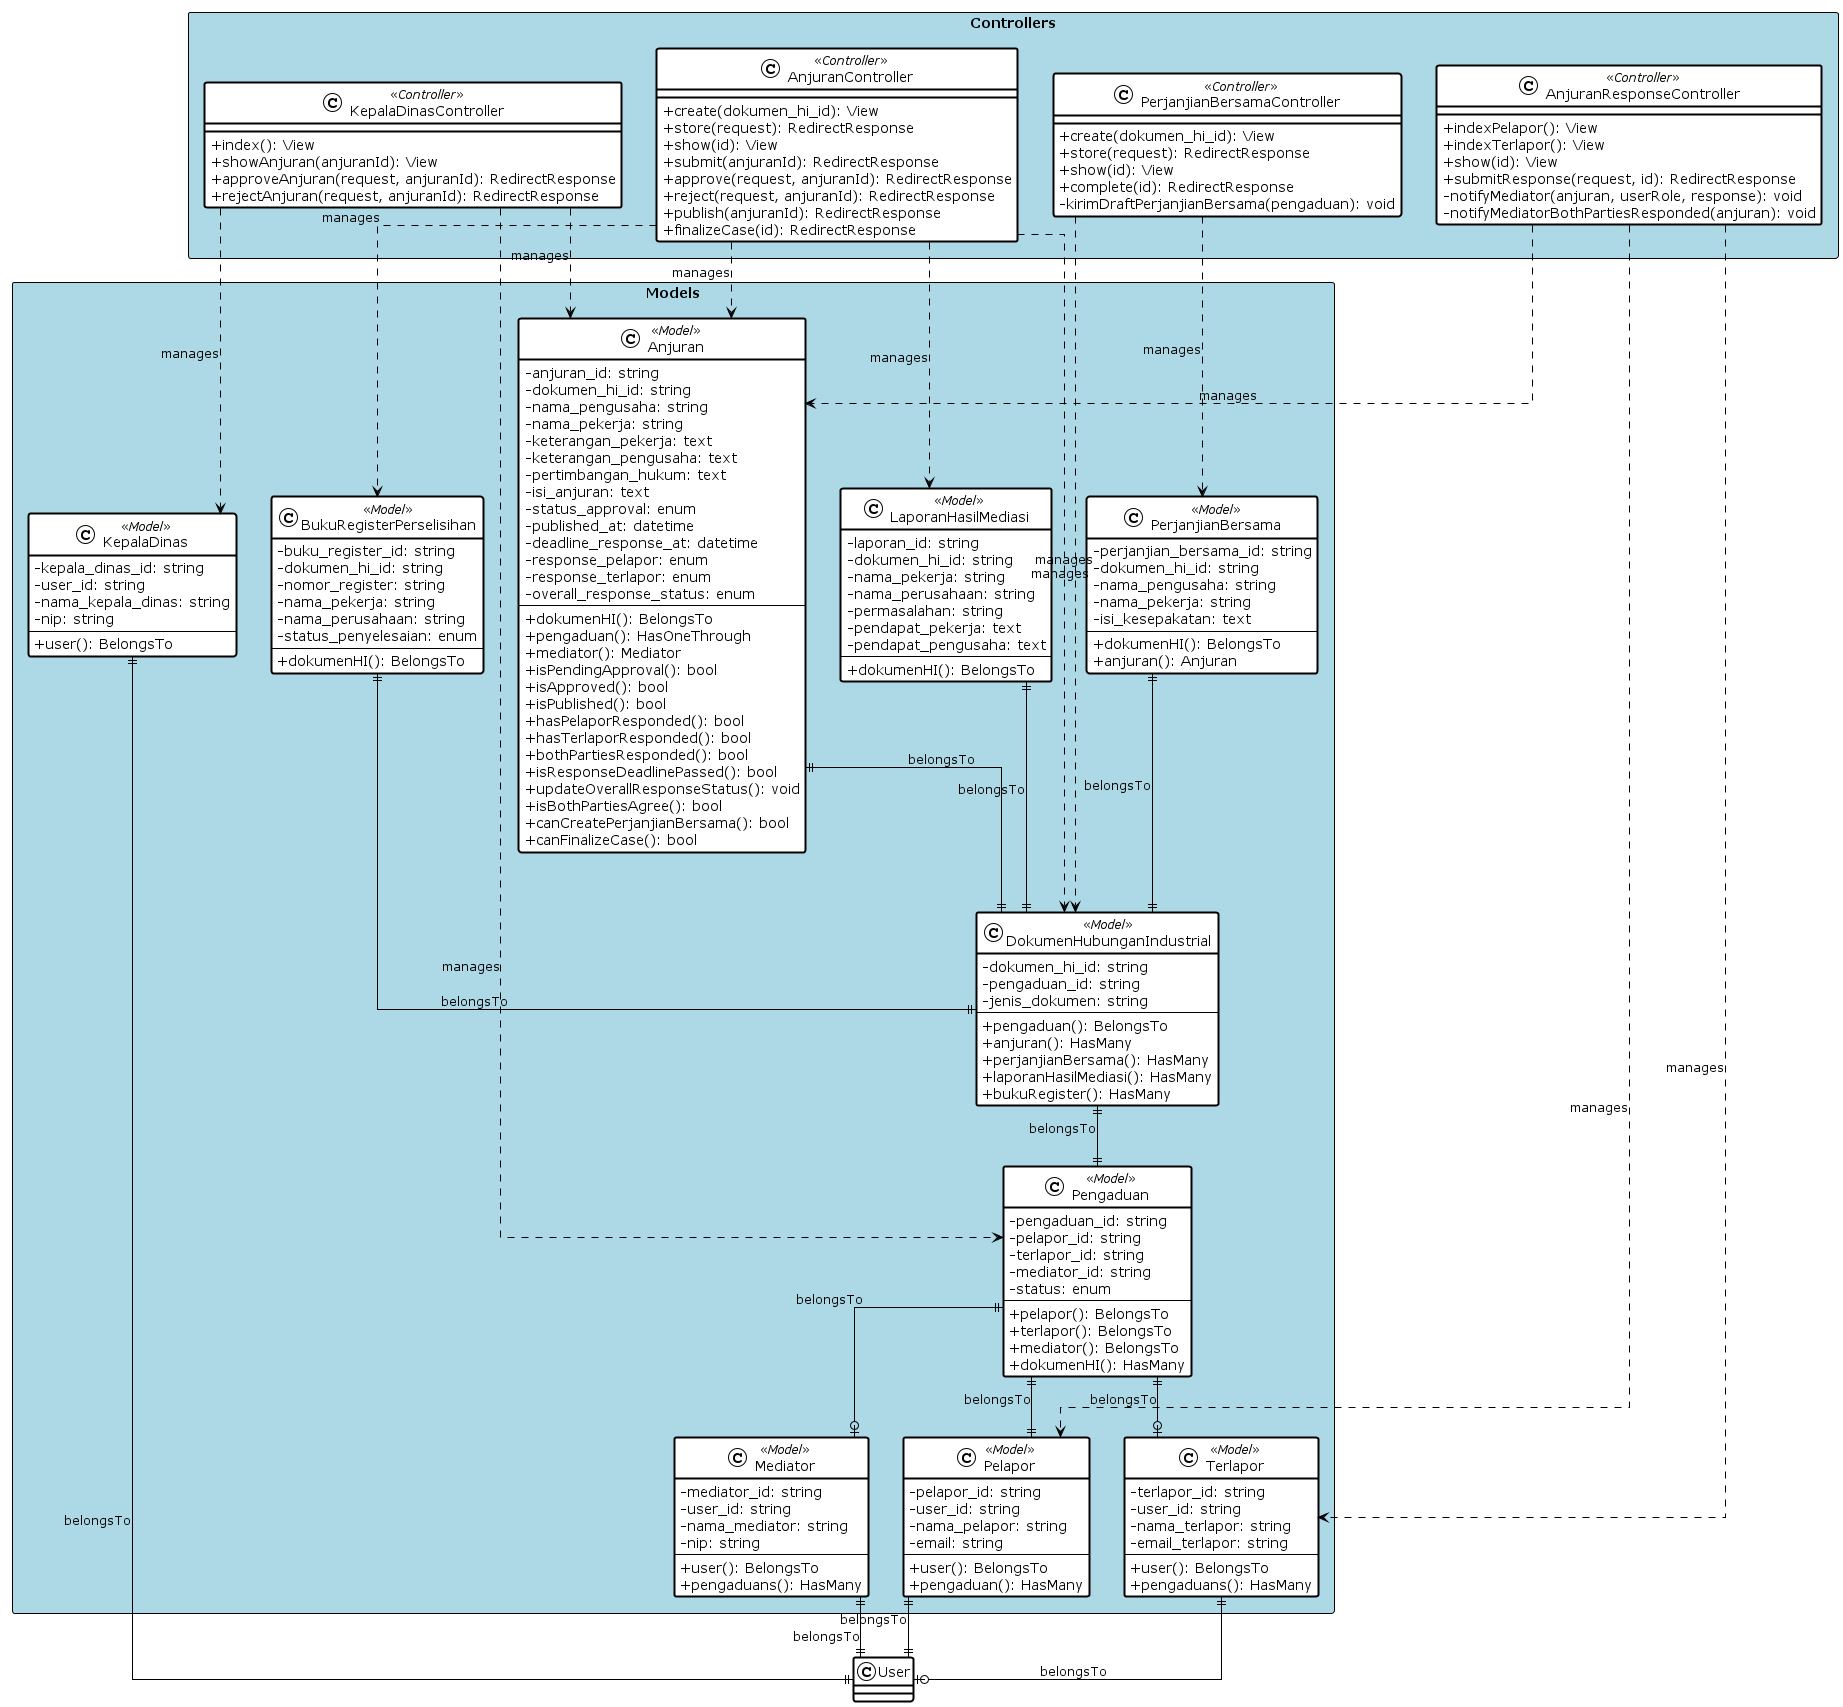 Controllers
«Controller»
KepalaDinasController
+index(): View
+showAnjuran(anjuranId): View
+approveAnjuran(request, anjuranId): RedirectResponse
+rejectAnjuran(request, anjuranId): RedirectResponse
«Controller»
AnjuranController
+create(dokumen_hi_id): View
+store(request): RedirectResponse
+show(id): View
+submit(anjuranId): RedirectResponse
+approve(request, anjuranId): RedirectResponse
+reject(request, anjuranId): RedirectResponse
+publish(anjuranId): RedirectResponse
+finalizeCase(id): RedirectResponse
«Controller»
PerjanjianBersamaController
+create(dokumen_hi_id): View
+store(request): RedirectResponse
+show(id): View
+complete(id): RedirectResponse
-kirimDraftPerjanjianBersama(pengaduan): void
«Controller»
AnjuranResponseController
+indexPelapor(): View
+indexTerlapor(): View
+show(id): View
+submitResponse(request, id): RedirectResponse
-notifyMediator(anjuran, userRole, response): void
-notifyMediatorBothPartiesResponded(anjuran): void
manages
manages
manages
Models
manages
manages
manages
manages
«Model»
Anjuran
-anjuran_id: string
-dokumen_hi_id: string
-nama_pengusaha: string
-nama_pekerja: string
-keterangan_pekerja: text
-keterangan_pengusaha: text
-pertimbangan_hukum: text
-isi_anjuran: text
-status_approval: enum
-published_at: datetime
-deadline_response_at: datetime
-response_pelapor: enum
-response_terlapor: enum
-overall_response_status: enum
+dokumenHI(): BelongsTo
+pengaduan(): HasOneThrough
+mediator(): Mediator
+isPendingApproval(): bool
+isApproved(): bool
+isPublished(): bool
+hasPelaporResponded(): bool
+hasTerlaporResponded(): bool
+bothPartiesResponded(): bool
+isResponseDeadlinePassed(): bool
+updateOverallResponseStatus(): void
+isBothPartiesAgree(): bool
+canCreatePerjanjianBersama(): bool
+canFinalizeCase(): bool
«Model»
KepalaDinas
-kepala_dinas_id: string
-user_id: string
-nama_kepala_dinas: string
-nip: string
+user(): BelongsTo
«Model»
BukuRegisterPerselisihan
-buku_register_id: string
-dokumen_hi_id: string
-nomor_register: string
-nama_pekerja: string
-nama_perusahaan: string
-status_penyelesaian: enum
+dokumenHI(): BelongsTo
«Model»
LaporanHasilMediasi
-laporan_id: string
-dokumen_hi_id: string
-nama_pekerja: string
-nama_perusahaan: string
-permasalahan: string
-pendapat_pekerja: text
-pendapat_pengusaha: text
+dokumenHI(): BelongsTo
manages
manages
«Model»
PerjanjianBersama
-perjanjian_bersama_id: string
-dokumen_hi_id: string
-nama_pengusaha: string
-nama_pekerja: string
-isi_kesepakatan: text
+dokumenHI(): BelongsTo
+anjuran(): Anjuran
belongsTo
belongsTo
belongsTo
manages
belongsTo
«Model»
DokumenHubunganIndustrial
-dokumen_hi_id: string
-pengaduan_id: string
-jenis_dokumen: string
+pengaduan(): BelongsTo
+anjuran(): HasMany
+perjanjianBersama(): HasMany
+laporanHasilMediasi(): HasMany
+bukuRegister(): HasMany
manages
manages
belongsTo
«Model»
Pengaduan
-pengaduan_id: string
-pelapor_id: string
-terlapor_id: string
-mediator_id: string
-status: enum
+pelapor(): BelongsTo
+terlapor(): BelongsTo
+mediator(): BelongsTo
+dokumenHI(): HasMany
belongsTo
belongsTo
belongsTo
«Model»
Mediator
-mediator_id: string
-user_id: string
-nama_mediator: string
-nip: string
+user(): BelongsTo
+pengaduans(): HasMany
«Model»
Pelapor
-pelapor_id: string
-user_id: string
-nama_pelapor: string
-email: string
+user(): BelongsTo
+pengaduan(): HasMany
«Model»
Terlapor
-terlapor_id: string
-user_id: string
-nama_terlapor: string
-email_terlapor: string
+user(): BelongsTo
+pengaduans(): HasMany
belongsTo
belongsTo
belongsTo
belongsTo
User